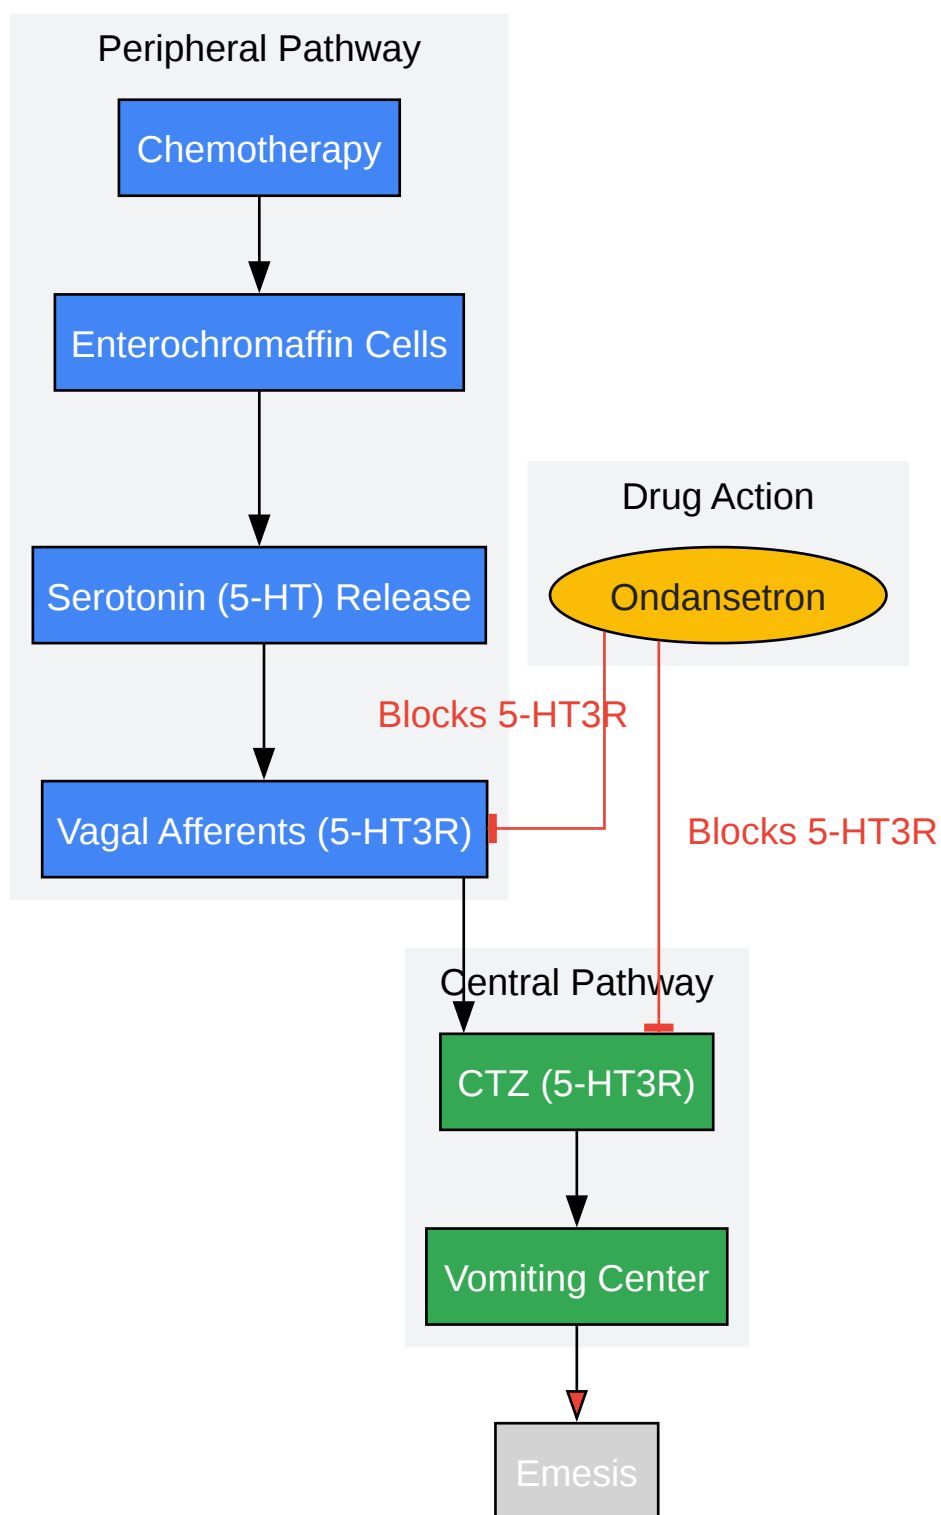 Peripheral Pathway
Chemotherapy
Enterochromaffin Cells
Drug Action
Serotonin (5-HT) Release
Ondansetron
Blocks 5-HT3R
Vagal Afferents (5-HT3R)
Blocks 5-HT3R
Central Pathway
CTZ (5-HT3R)
Vomiting Center
Emesis